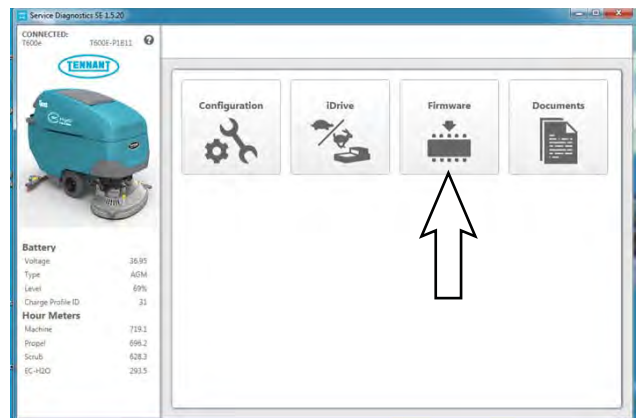 Service Diagnostics SE 1.5.20
CONNECTED:
T600e T600E-P1811 ?
TENNANT
Configuration
iDrive
Firmware
Documents
Battery
Voltage 36.95
Type AGM
Level 69%
Charge Profile ID 31
Hour Meters
Machine 719.1
Propel 696.2
Scrub 628.3
EC-H2O 293.5